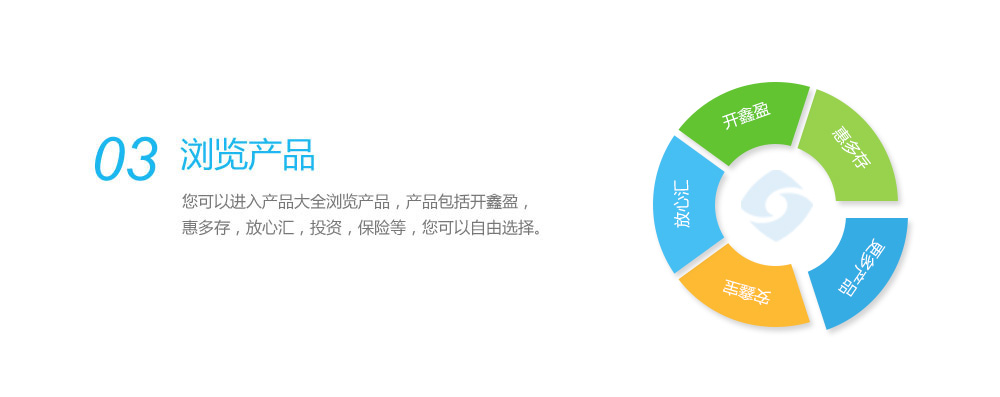 03 浏览产品
您可以进入产品大全浏览产品，产品包括开鑫盈，
惠多存，放心汇，投资，保险等，您可以自由选择。
开鑫盈
惠多存
放心汇
安鑫宝
更多产品